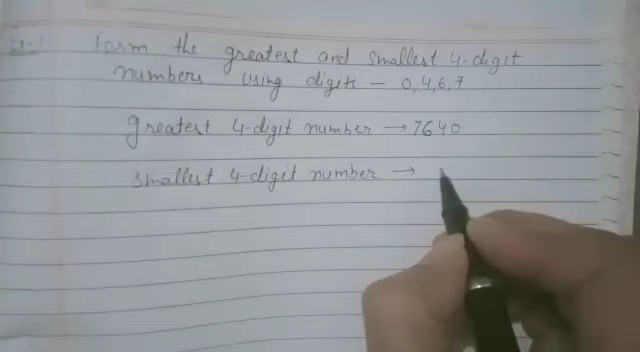 Ex-1 Form the greatest and smallest 4-digit
numbers using digits – 0,4,6,7
greatest 4-digit number → 7640
smallest 4-digit number →